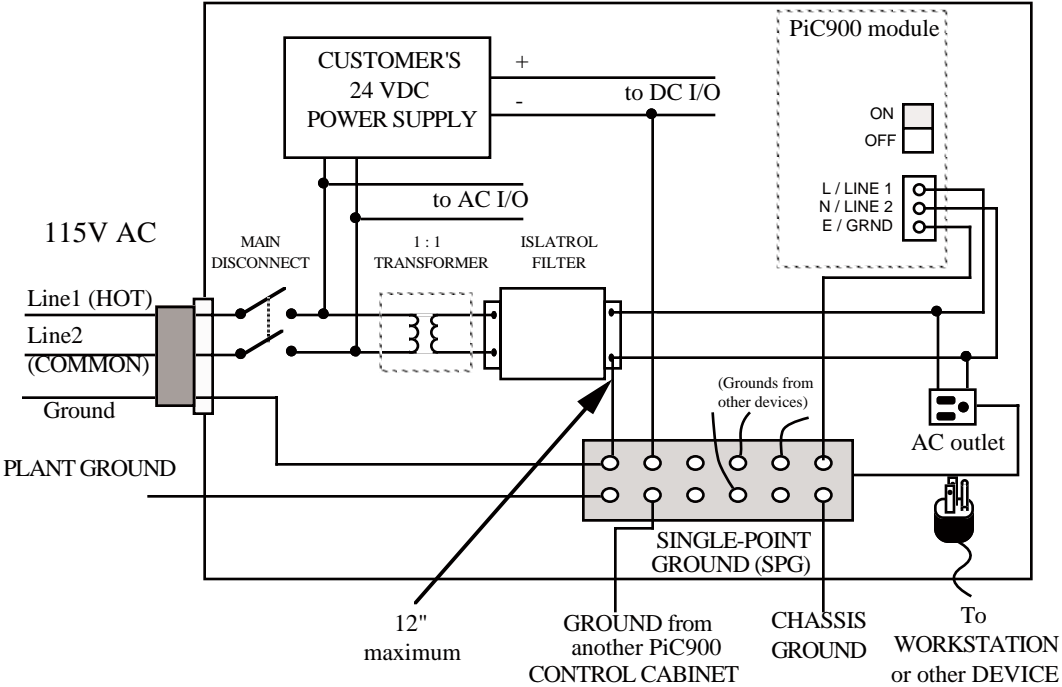 PiC900 module
CUSTOMER'S
24 VDC
POWER SUPPLY
+
-
to DC I/O
ON
OFF
L / LINE 1
N / LINE 2
E / GRND
to AC I/O
115V AC
MAIN
DISCONNECT
1 : 1
TRANSFORMER
ISLATROL
FILTER
Line1 (HOT)
Line2
(COMMON)
Ground
(Grounds from
other devices)
AC outlet
PLANT GROUND
SINGLE-POINT
GROUND (SPG)
12"
maximum
GROUND from
another PiC900
CONTROL CABINET
CHASSIS
GROUND
To
WORKSTATION
or other DEVICE